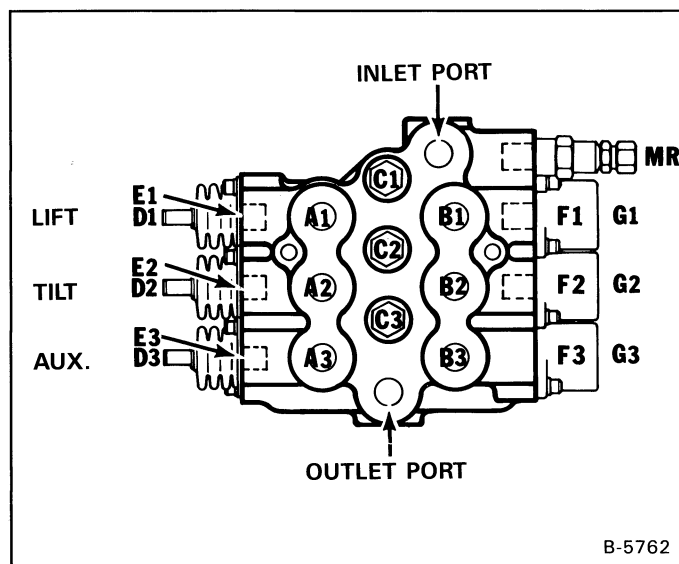 INLET PORT
MR
C1
E1
LIFT D1 A1 B1 F1 G1
C2
E2
TILT D2 A2 B2 F2 G2
C3
E3
AUX. D3 A3 B3 F3 G3
OUTLET PORT
B-5762